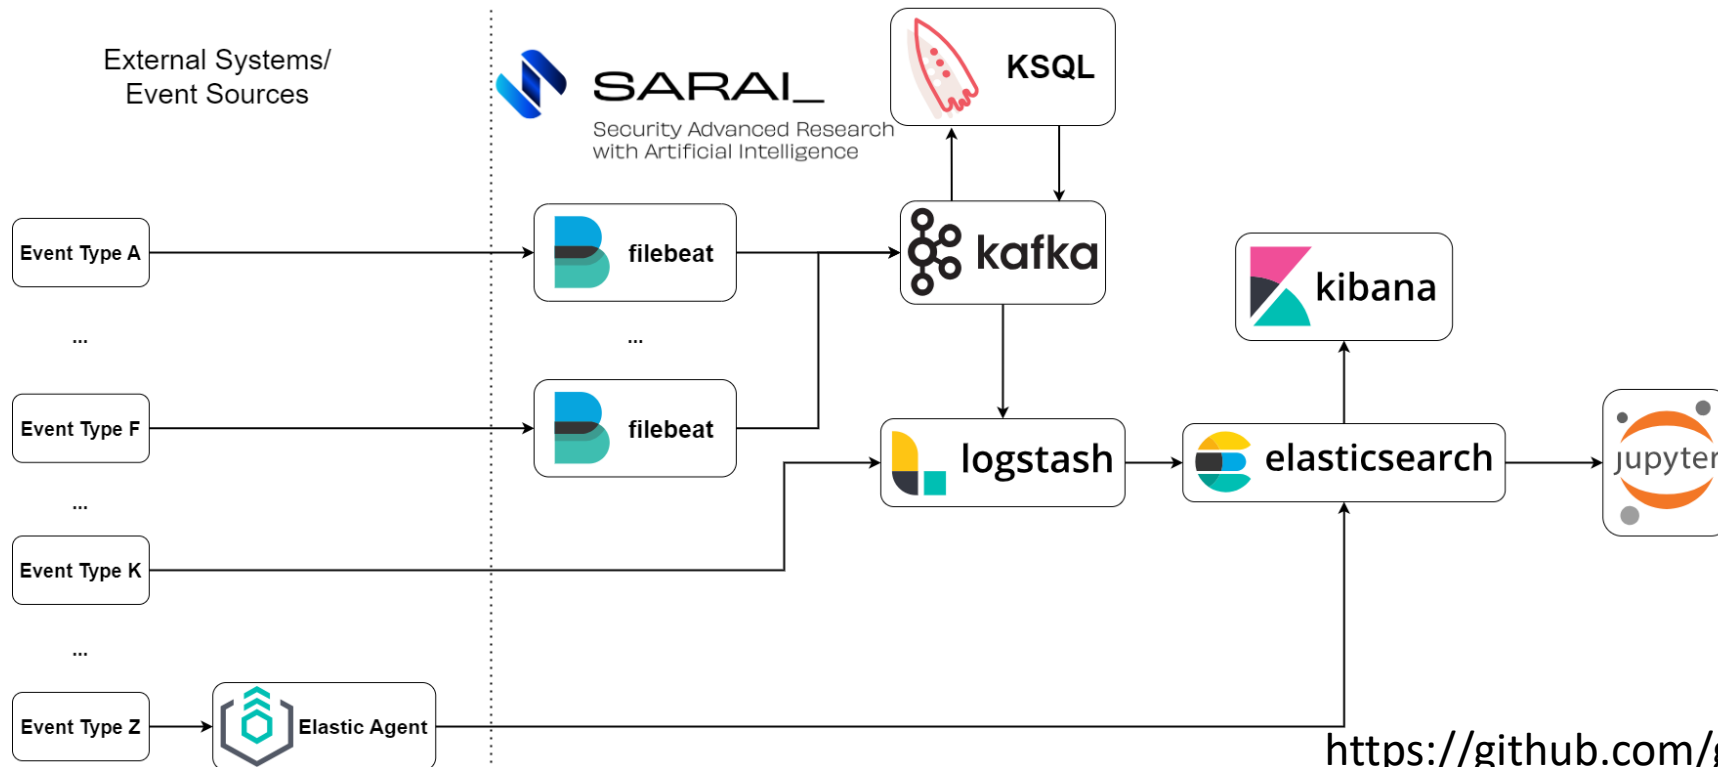 External Systems/
Event Sources
SARAI_
Security Advanced Research
with Artificial Intelligence
KSQL
Event Type A
filebeat
kafka
kibana
...
...
Event Type F
filebeat
logstash
elasticsearch
jupyter
...
Event Type K
...
Event Type Z
Elastic Agent
https://github.com/g